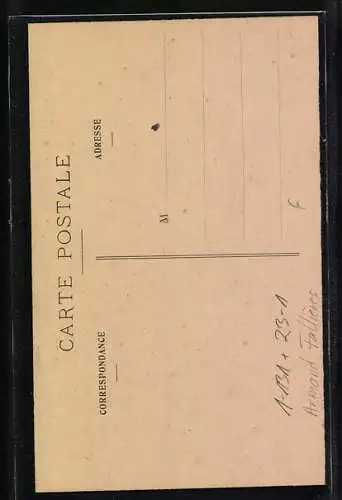 CARTE POSTALE
CORRESPONDANCE
ADRESSE
M
F
1-131 + 23-1
Armand Fallières